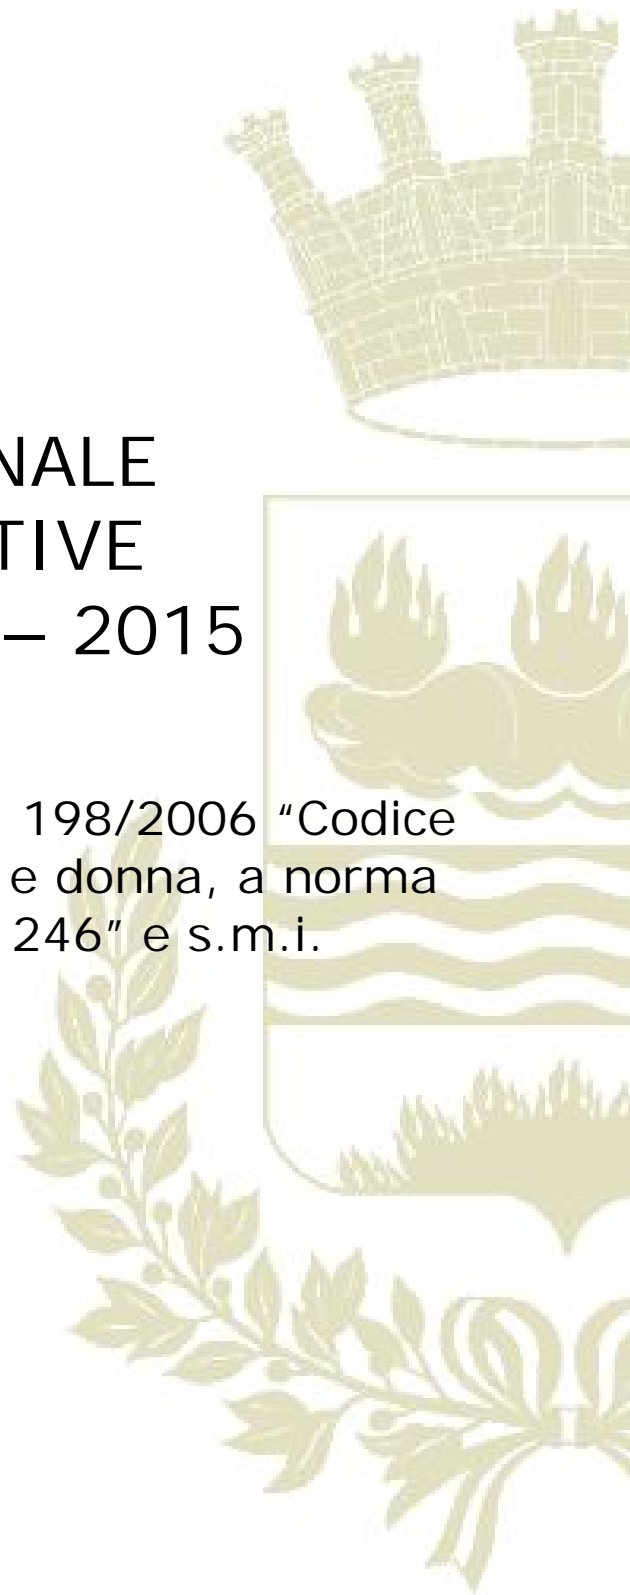 NALE
TIVE
– 2015
198/2006 “Codice
e donna, a norma
246” e s.m.i.